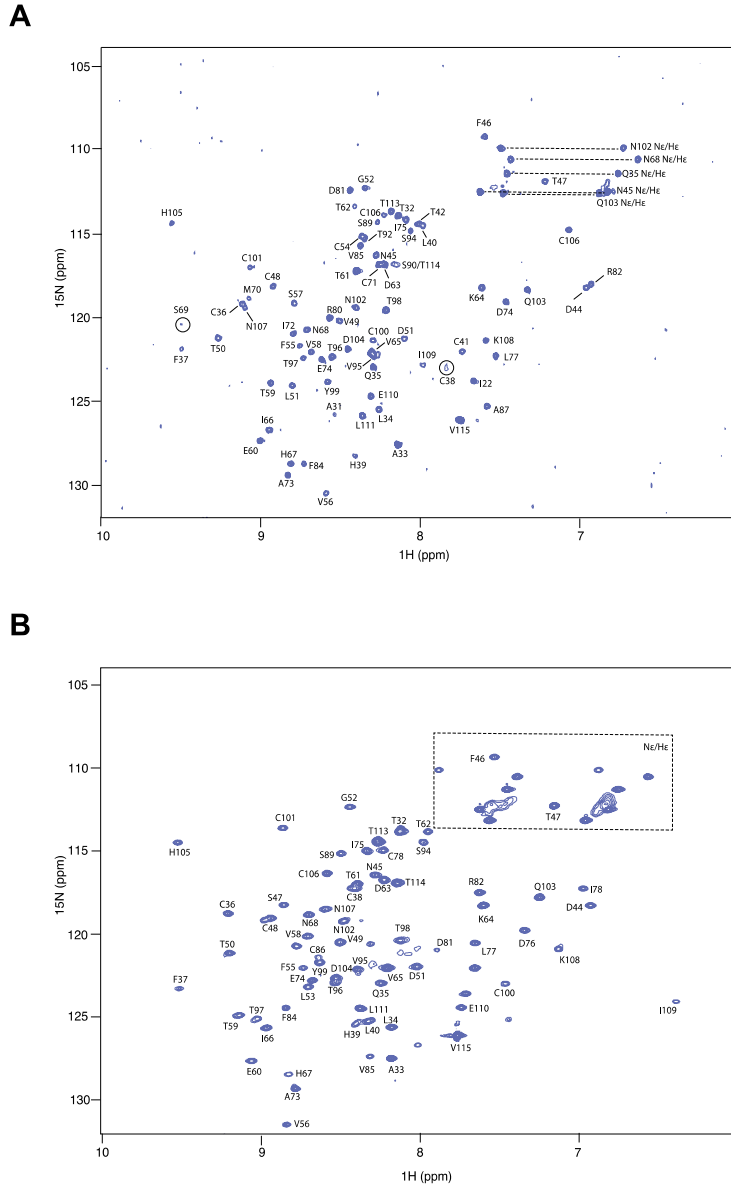 A
105
110
115
120
125
130
15N (ppm)
10
9
8
7
1H (ppm)
F46
N102 Nε/Hε
N68 Nε/Hε
Q35 Nε/Hε
T47
N45 Nε/Hε
Q103 Nε/Hε
G52
D81
T62
T113
C106
T32
T42
S89
I75
H105
T92
S94
L40
C106
C54
V85
N45
C101
T61
S90/T114
C71
D63
R82
M70
C48
S57
N102
T98
K64
D44
S69
C36
N107
R80
V49
D74
Q103
I72
N68
C100
D51
F55
V58
D104
V65
C41
K108
T50
T96
I109
L77
F37
T97
E74
V95
Q35
C38
T59
L51
Y99
I22
A31
E110
A87
L111
L34
I66
V115
E60
H67
F84
H39
A33
A73
V56
B
105
110
115
120
125
130
15N (ppm)
10
9
8
7
1H (ppm)
Nε/Hε
F46
T47
G52
C101
T32
T62
T113
H105
I75
C78
S94
S89
C106
T61
N45
C38
D63
T114
R82
Q103
I78
C36
S47
N107
K64
D44
C48
N68
N102
V58
V49
T98
D76
T50
C86
D81
L77
K108
F55
Y99
D104
V95
V65
D51
F37
E74
T96
Q35
C100
L53
I109
T97
F84
L111
E110
T59
I66
H39
L40
L34
V115
E60
H67
V85
A33
A73
V56